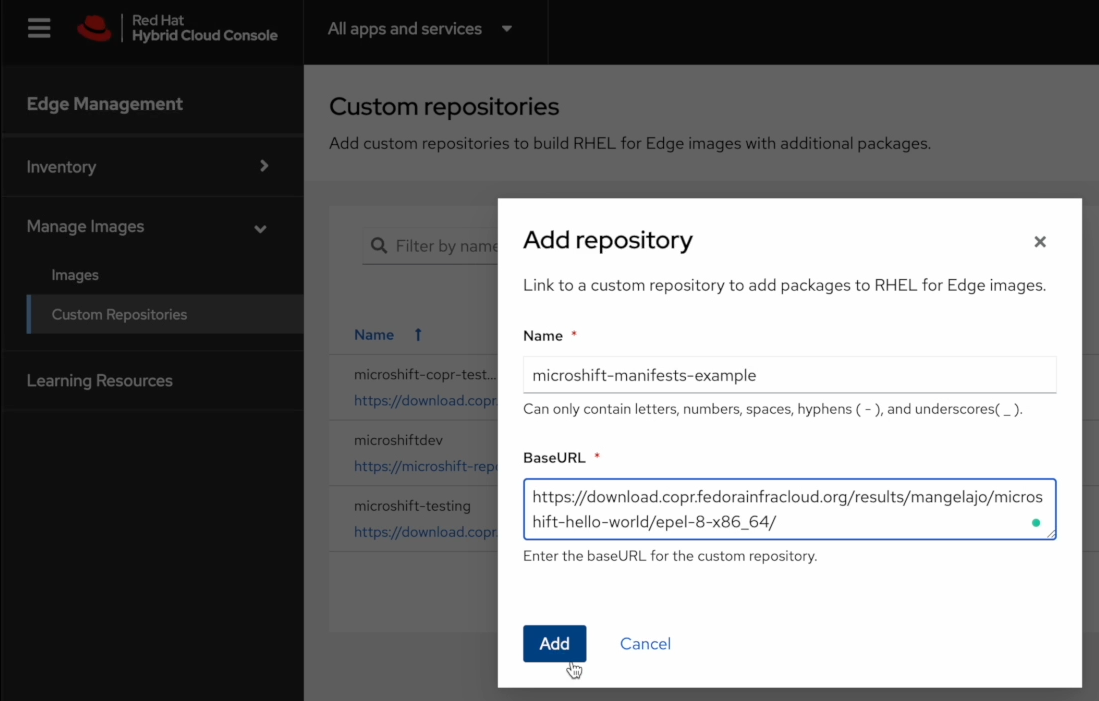 Red Hat
Hybrid Cloud Console
All apps and services
Edge Management
Inventory
Manage Images
Images
Custom Repositories
Learning Resources
Custom repositories
Add custom repositories to build RHEL for Edge images with additional packages.
Filter by name
Name
microshift-copr-test...
https://download.copr.
microshiftdev
https://microshift-repo
microshift-testing
https://download.copr.
Add repository
Link to a custom repository to add packages to RHEL for Edge images.
Name *
microshift-manifests-example
Can only contain letters, numbers, spaces, hyphens ( - ), and underscores( _ ).
BaseURL *
https://download.copr.fedorainfracloud.org/results/mangelajo/micros
hift-hello-world/epel-8-x86_64/
Enter the baseURL for the custom repository.
Add
Cancel